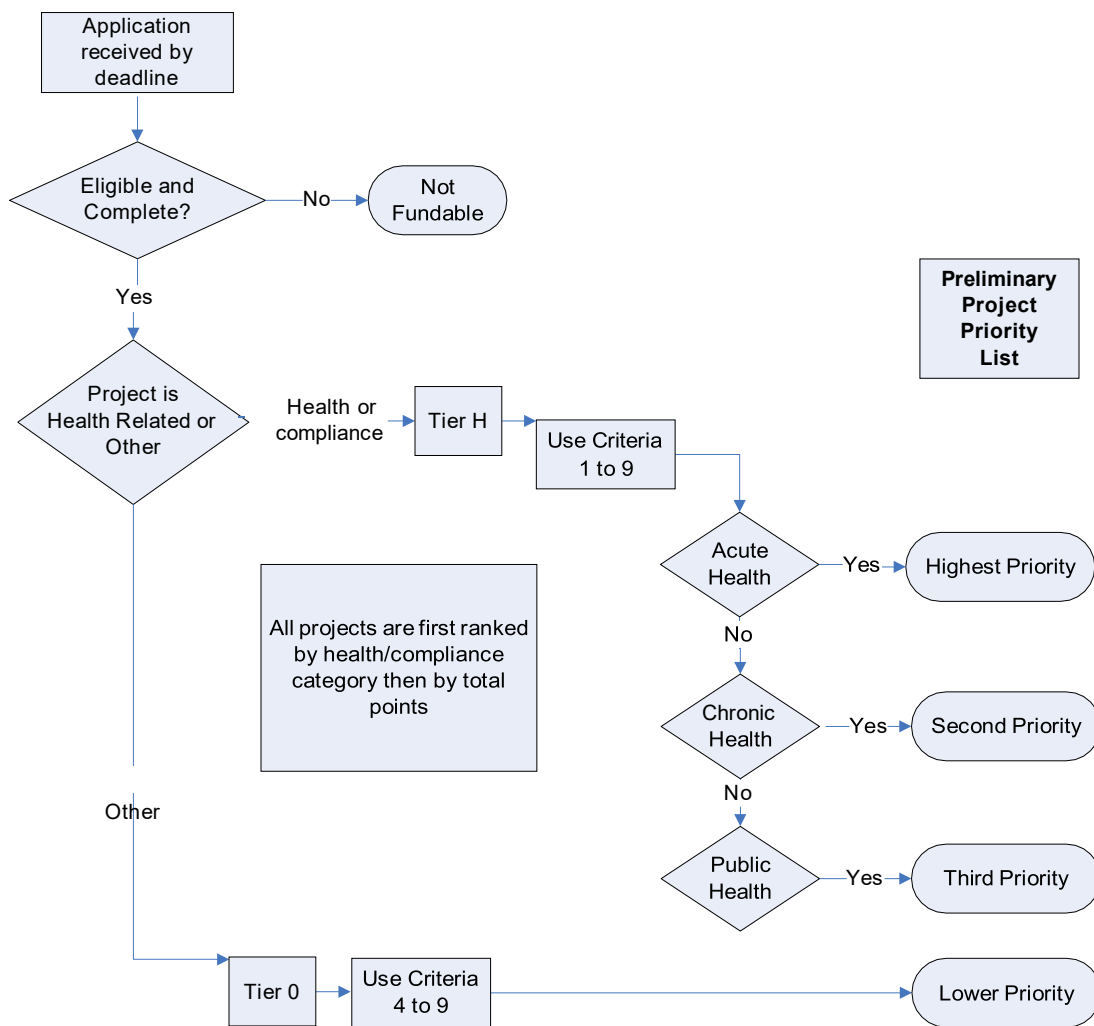 Application
received by
deadline
Eligible and
Complete?
No
Not
Fundable
Yes
Preliminary
Project
Priority
List
Project is
Health Related or
Other
Health or
compliance
Tier H
Use Criteria
1 to 9
Acute
Health
Yes
Highest Priority
No
All projects are first ranked
by health/compliance
category then by total
points
Chronic
Health
Yes
Second Priority
No
Other
Public
Health
Yes
Third Priority
Tier 0
Use Criteria
4 to 9
Lower Priority